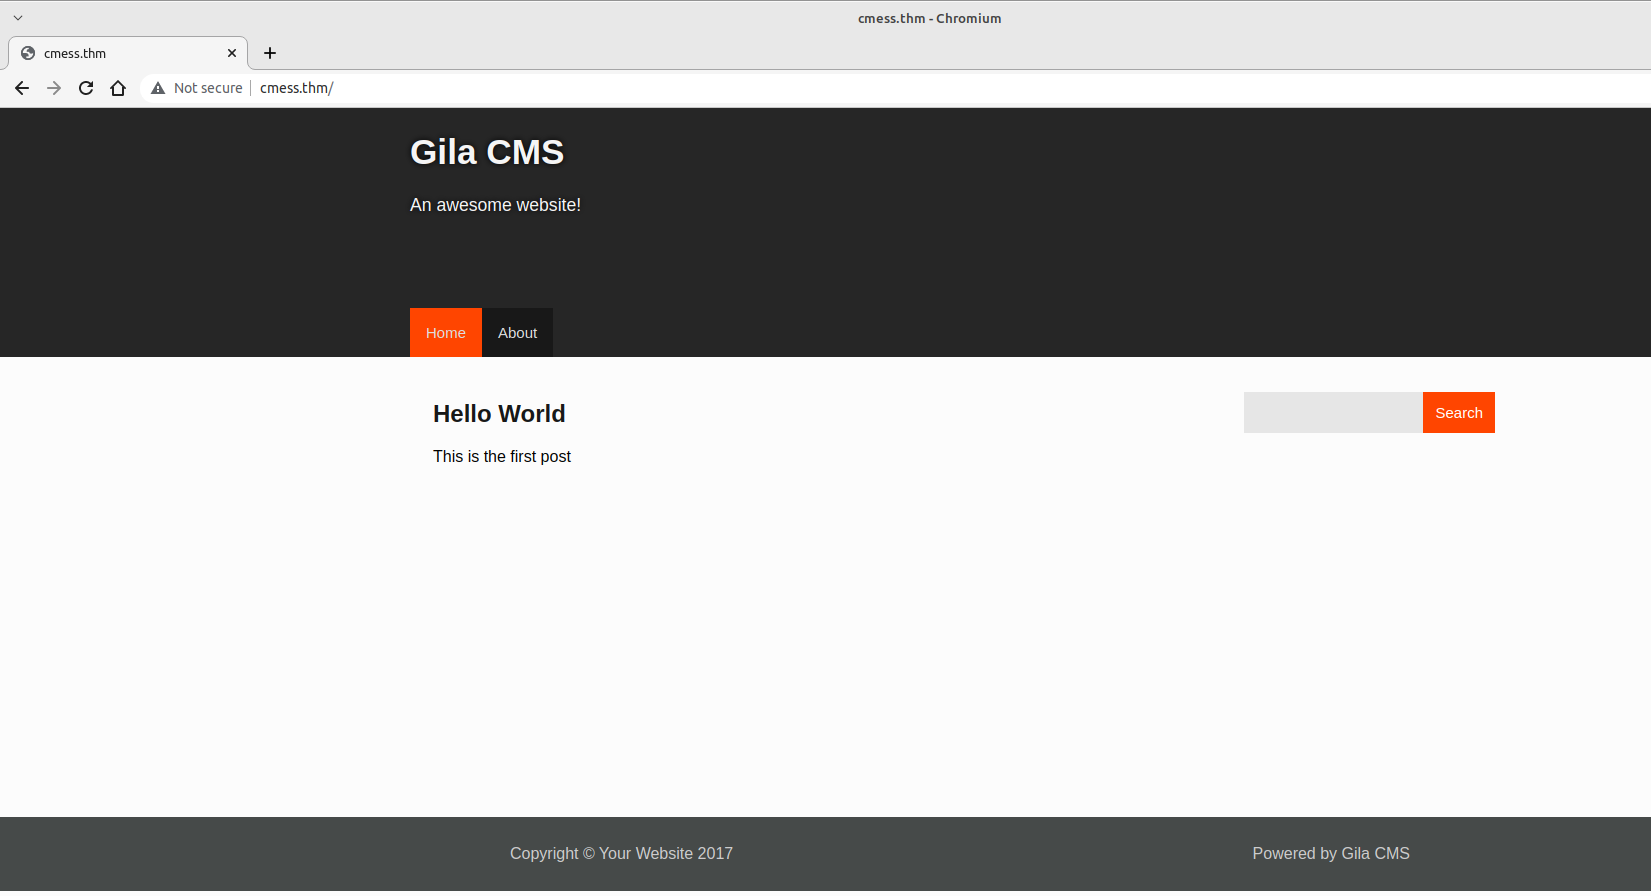 cmess.thm - Chromium
cmess.thm
Not secure cmess.thm/
Gila CMS
An awesome website!
Home About
Hello World
Search
This is the first post
Copyright © Your Website 2017 Powered by Gila CMS